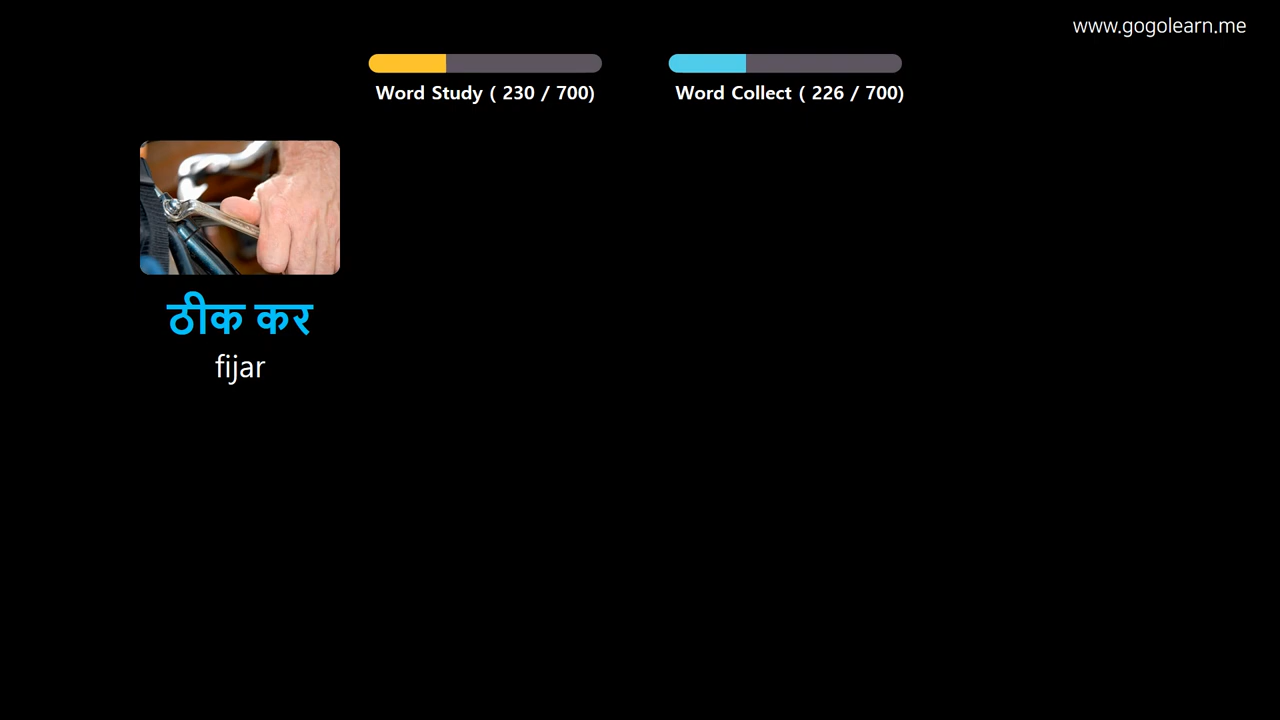 www.gogolearn.me
Word Study ( 230 / 700)
Word Collect ( 226 / 700)
ठीक कर
fijar